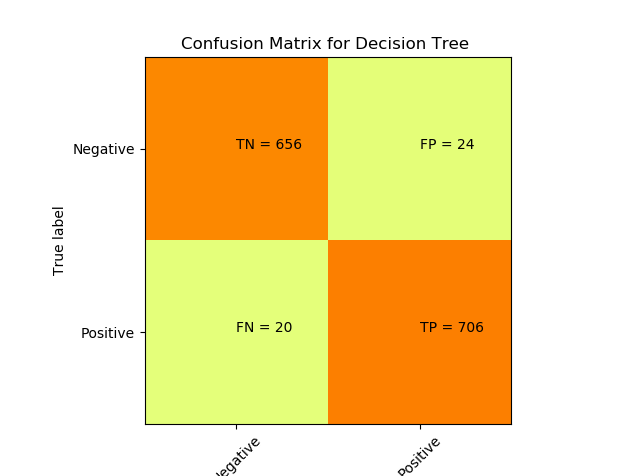 Confusion Matrix for Decision Tree
Negative
TN = 656
FP = 24
True label
Positive
FN = 20
TP = 706
Positive